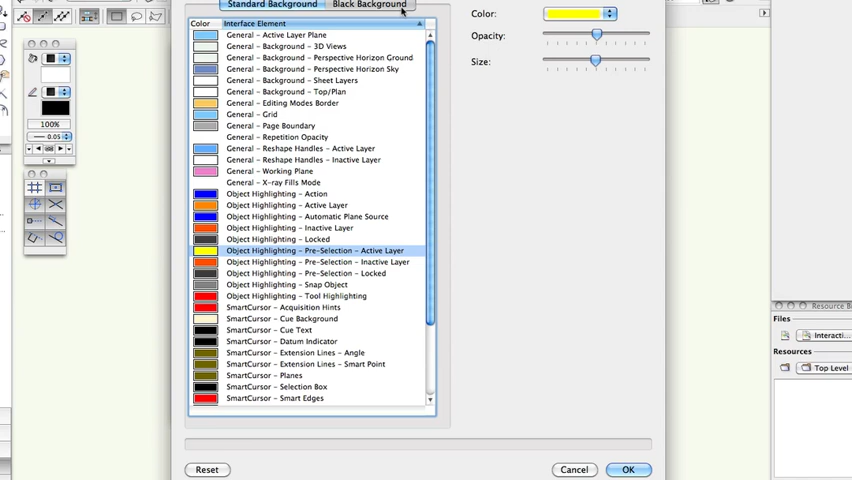 Standard Background Black Background
Color Interface Element
General - Active Layer Plane
General - Background - 3D Views
General - Background - Perspective Horizon Ground
General - Background - Perspective Horizon Sky
General - Background - Sheet Layers
General - Background - Top/Plan
General - Editing Modes Border
General - Grid
General - Page Boundary
General - Repetition Opacity
General - Reshape Handles - Active Layer
General - Reshape Handles - Inactive Layer
General - Working Plane
General - X-ray Fills Mode
Object Highlighting - Action
Object Highlighting - Active Layer
Object Highlighting - Automatic Plane Source
Object Highlighting - Inactive Layer
Object Highlighting - Locked
Object Highlighting - Pre-Selection - Active Layer
Object Highlighting - Pre-Selection - Inactive Layer
Object Highlighting - Pre-Selection - Locked
Object Highlighting - Snap Object
Object Highlighting - Tool Highlighting
SmartCursor - Acquisition Hints
SmartCursor - Cue Background
SmartCursor - Cue Text
SmartCursor - Datum Indicator
SmartCursor - Extension Lines - Angle
SmartCursor - Extension Lines - Smart Point
SmartCursor - Planes
SmartCursor - Selection Box
SmartCursor - Smart Edges
Color:
Opacity:
Size:
100%
0.05
Resource B
Files
Interacti...
Resources
Top Level
Reset Cancel OK